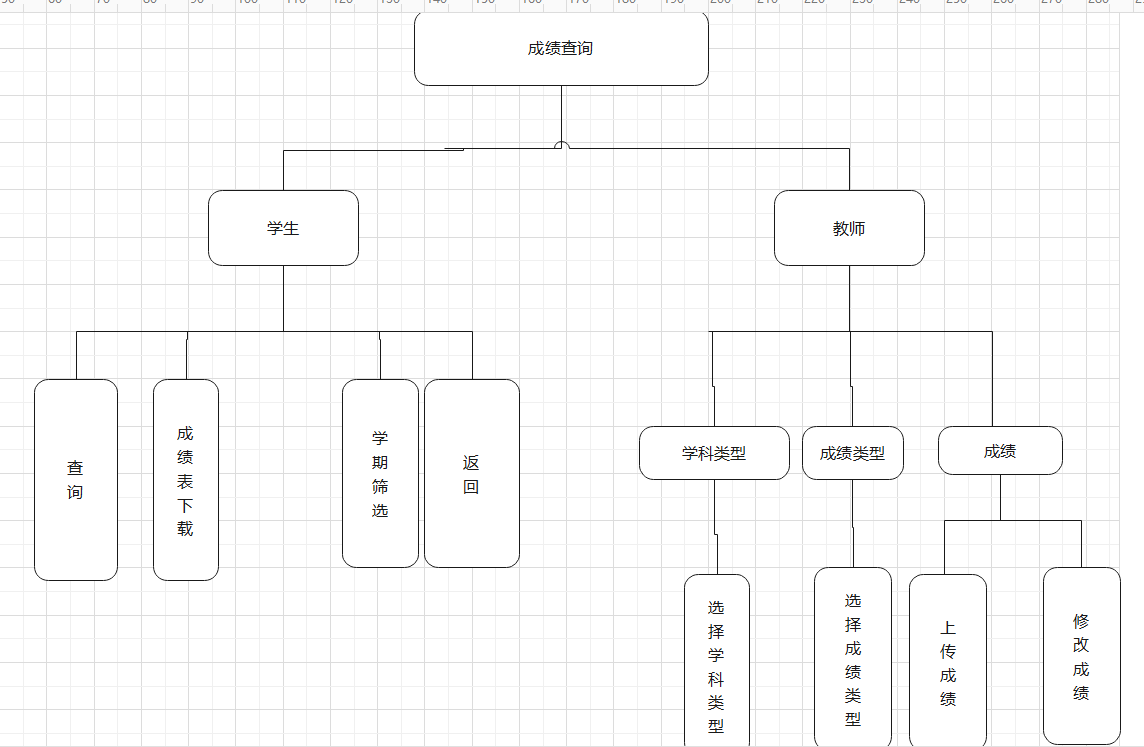 成绩查询
学生
教师
查询
成绩表下载
学期筛选
返回
学科类型
成绩类型
成绩
选择学科类型
选择成绩类型
上传成绩
修改成绩